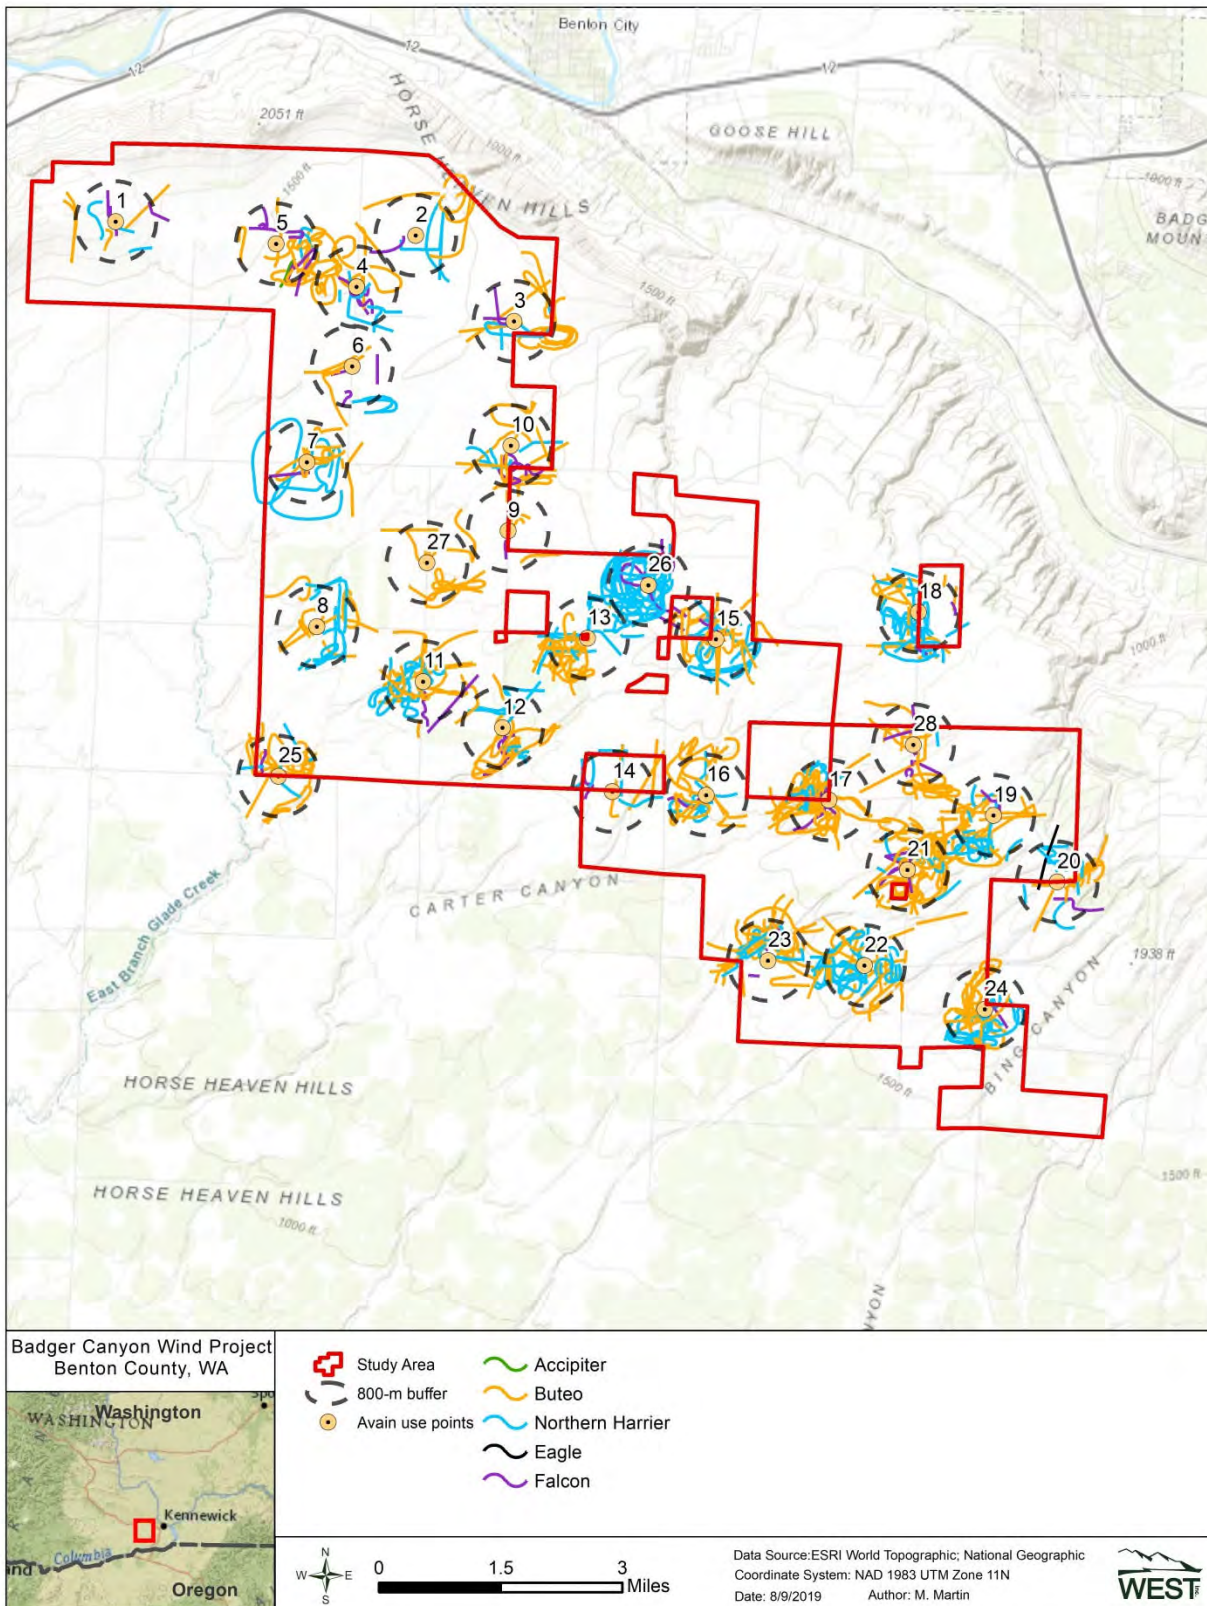 Benton City
12
12
12
HORSE HEAVEN HILLS
2051 ft
1000 ft
GOOSE HILL
1000 ft
BADG
MOUN
1500 ft
1
5
2
4
3
1500 ft
6
10
7
9
27
26
18
8
13
15
1000 ft
11
12
28
25
14
16
17
19
21
20
CARTER CANYON
East Branch Glade Creek
23
22
1938 ft
24
BING CANYON
1500 ft
HORSE HEAVEN HILLS
HORSE HEAVEN HILLS
1000 ft
1500 ft
NYON
Badger Canyon Wind Project
Benton County, WA
Study Area
800-m buffer
Avain use points
Accipiter
Buteo
Northern Harrier
Eagle
Falcon
Spo
Washington
WASHINGTON
Kennewick
Columbia
and
Oregon
N
W E
S
0 1.5 3
Miles
Data Source:ESRI World Topographic; National Geographic
Coordinate System: NAD 1983 UTM Zone 11N
Date: 8/9/2019 Author: M. Martin
WEST Inc.